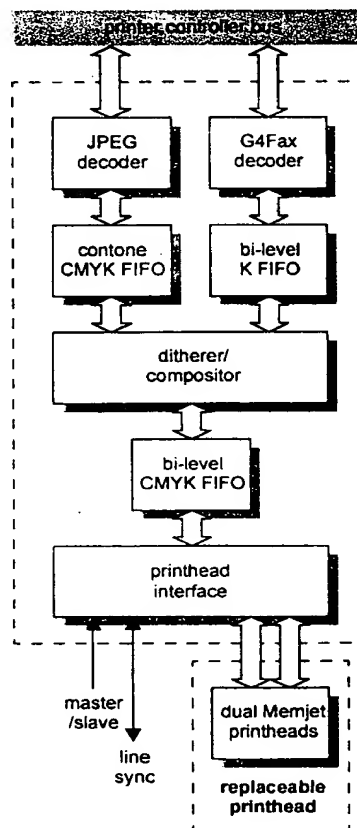 printer controller bus
JPEG
decoder
G4Fax
decoder
contone
CMYK FIFO
bi-level
K FIFO
ditherer/
compositor
bi-level
CMYK FIFO
printhead
interface
master
/slave
line
sync
dual Memjet
printheads
replaceable
printhead